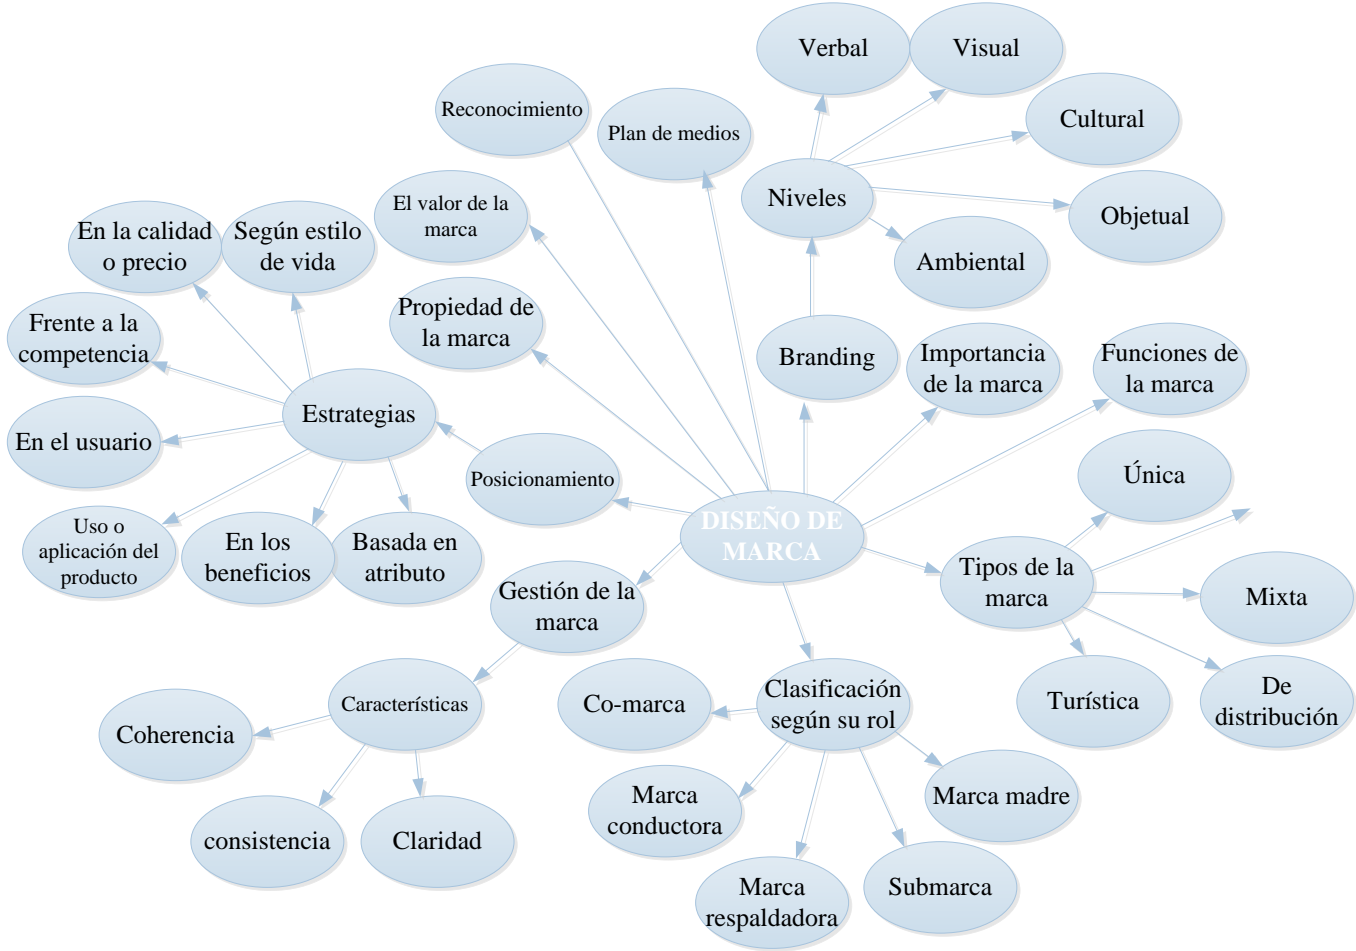 Verbal
Visual
Reconocimiento
Plan de medios
Cultural
Niveles
Objetual
El valor de la
marca
En la calidad
o precio
Según estilo
de vida
Ambiental
Propiedad de
la marca
Frente a la
competencia
Branding
Importancia
de la marca
Funciones de
la marca
Estrategias
En el usuario
Posicionamiento
Única
DISEÑO DE
MARCA
Uso o
aplicación del
producto
En los
beneficios
Basada en
atributo
Tipos de la
marca
Mixta
Gestión de la
marca
Características
Co-marca
Clasificación
según su rol
Turística
De
distribución
Coherencia
Marca
conductora
Marca madre
consistencia
Claridad
Marca
respaldadora
Submarca